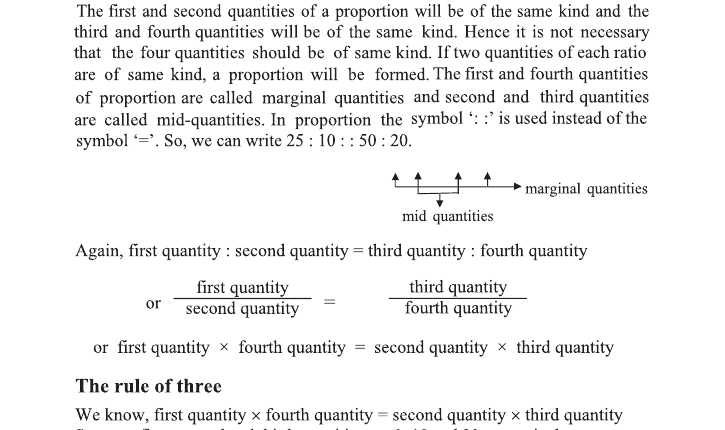 The first and second quantities of a proportion will be of the same kind and the
third and fourth quantities will be of the same kind. Hence it is not necessary
that the four quantities should be of same kind. If two quantities of each ratio
are of same kind, a proportion will be formed. The first and fourth quantities
of proportion are called marginal quantities and second and third quantities
are called mid-quantities. In proportion the symbol ‘: :’ is used instead of the
symbol ‘=’. So, we can write 25 : 10 : : 50 : 20.
marginal quantities
mid quantities
Again, first quantity : second quantity = third quantity : fourth quantity
or first quantity / second quantity = third quantity / fourth quantity
or first quantity × fourth quantity = second quantity × third quantity
The rule of three
We know, first quantity × fourth quantity = second quantity × third quantity